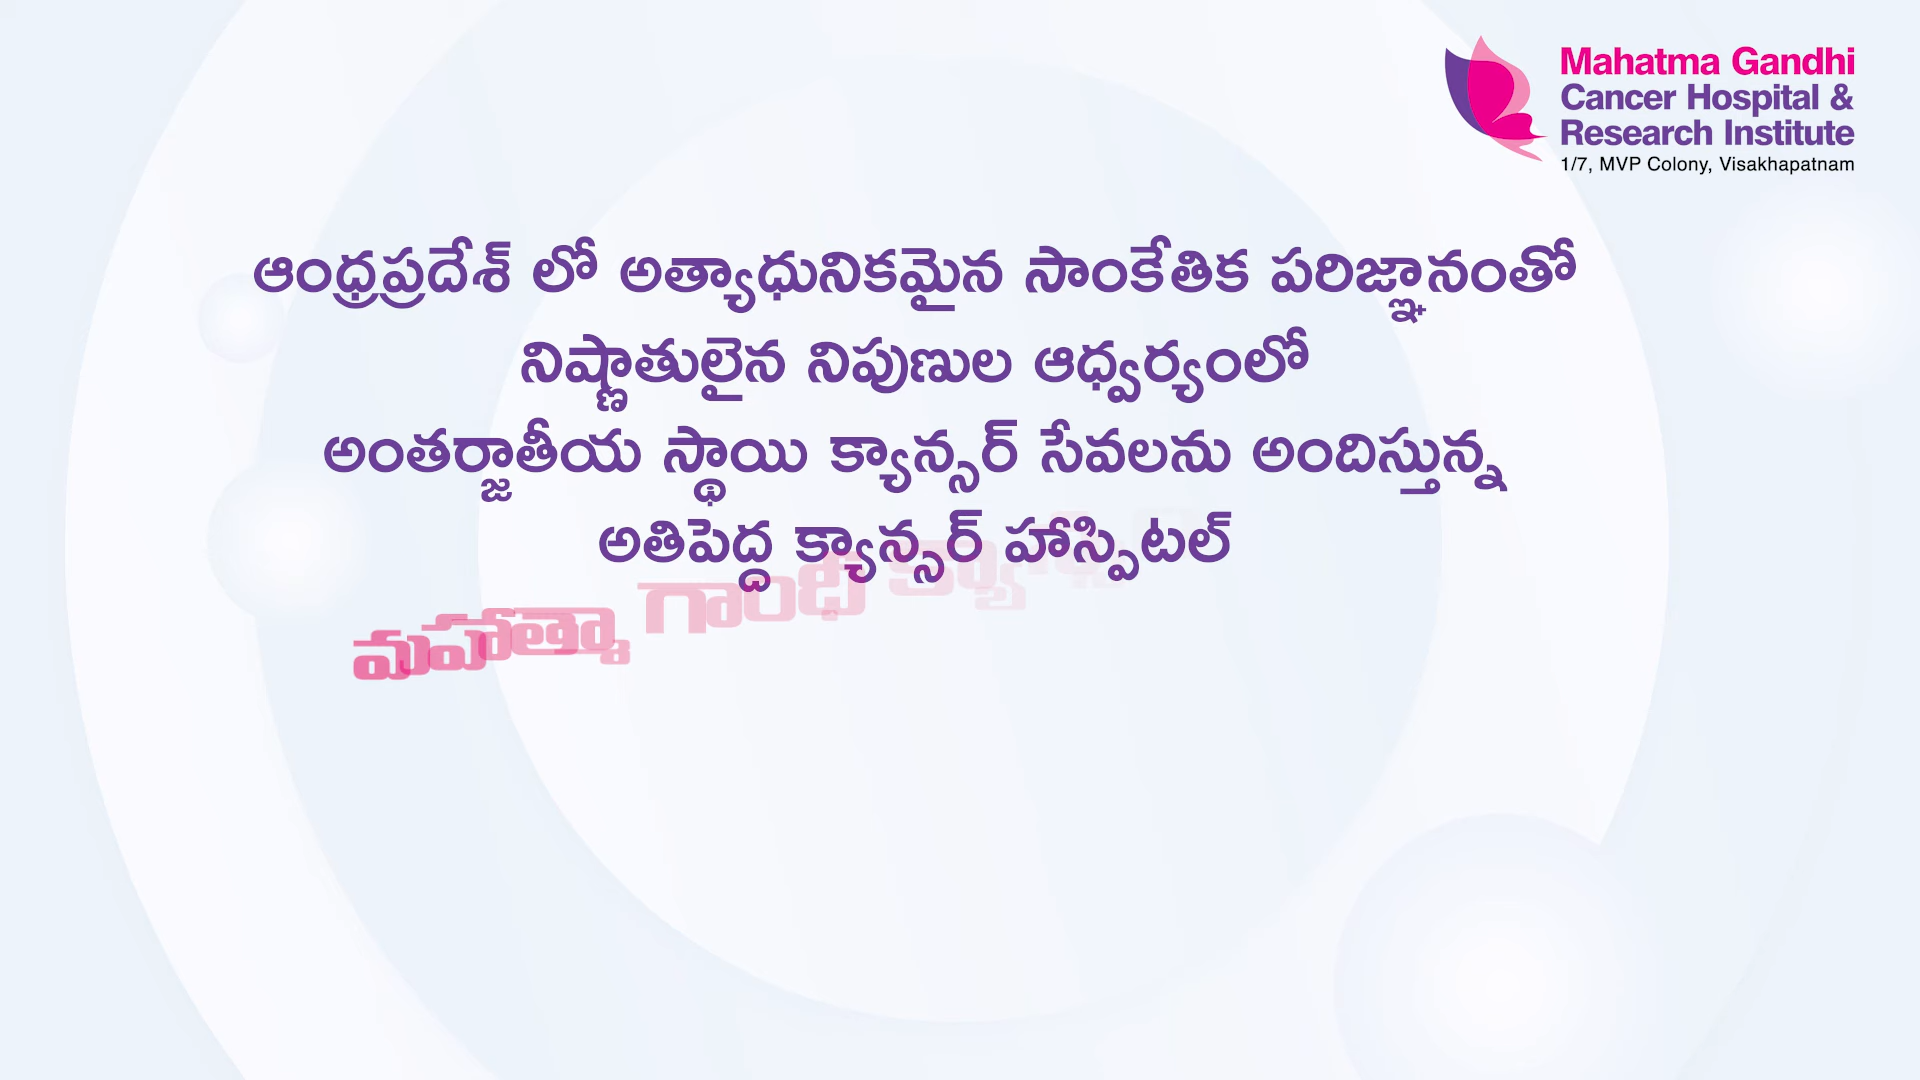 Mahatma Gandhi
Cancer Hospital &
Research Institute
1/7, MVP Colony, Visakhapatnam
ఆంధ్రప్రదేశ్ లో అత్యాధునికమైన సాంకేతిక పరిజ్ఞానంతో
నిష్ణాతులైన నిపుణుల ఆధ్వర్యంలో
అంతర్జాతీయ స్థాయి క్యాన్సర్ సేవలను అందిస్తున్న
అతిపెద్ద క్యాన్సర్ హాస్పిటల్
మహాత్మా గాంధీ